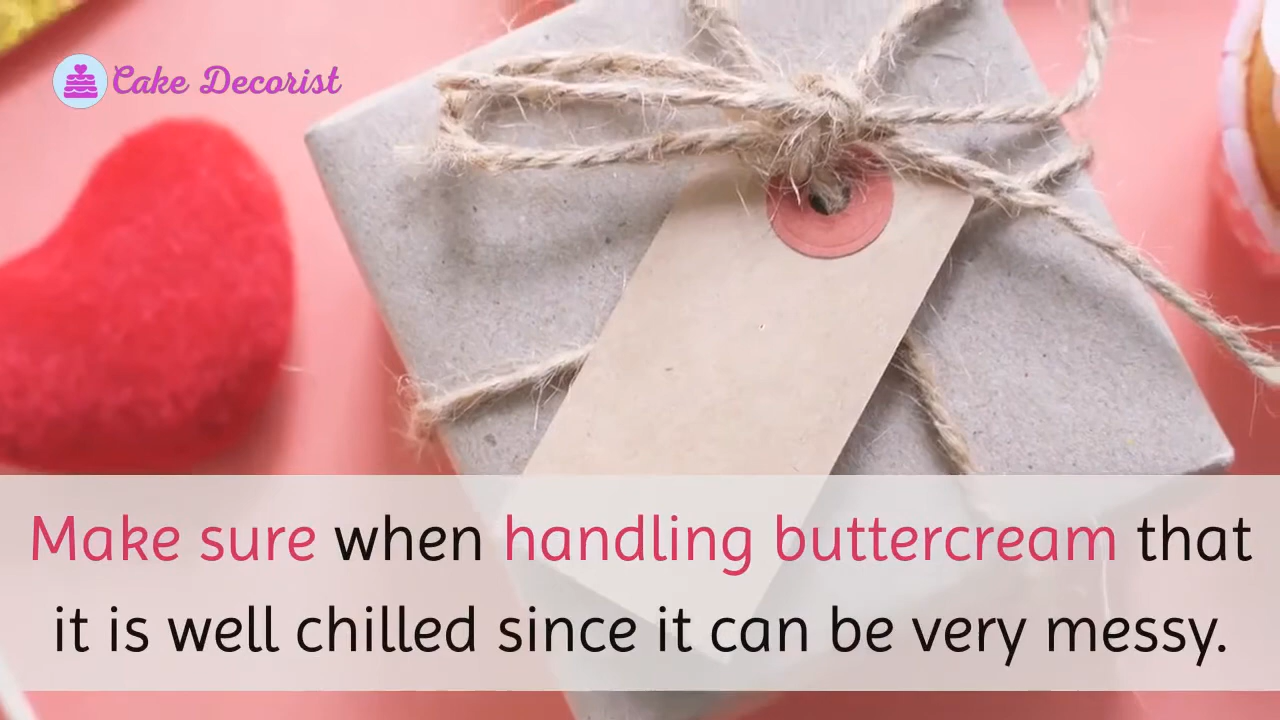 Cake Decorist
Make sure when handling buttercream that
it is well chilled since it can be very messy.